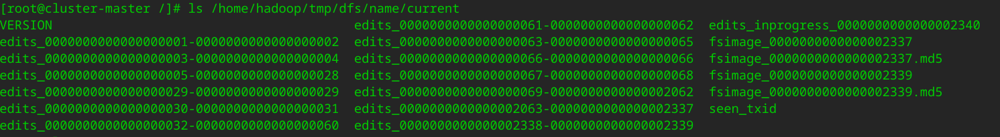 [root@cluster-master /]# ls /home/hadoop/tmp/dfs/name/current
VERSION edits_0000000000000000061-0000000000000000062 edits_inprogress_0000000000000002340
edits_0000000000000000001-0000000000000000002 edits_0000000000000000063-0000000000000000065 fsimage_0000000000000002337
edits_0000000000000000003-0000000000000000004 edits_0000000000000000066-0000000000000000066 fsimage_0000000000000002337.md5
edits_0000000000000000005-0000000000000000028 edits_0000000000000000067-0000000000000000068 fsimage_0000000000000002339
edits_0000000000000000029-0000000000000000029 edits_0000000000000000069-0000000000000002062 fsimage_0000000000000002339.md5
edits_0000000000000000030-0000000000000000031 edits_0000000000000002063-0000000000000002337 seen_txid
edits_0000000000000000032-0000000000000000060 edits_0000000000000002338-0000000000000002339